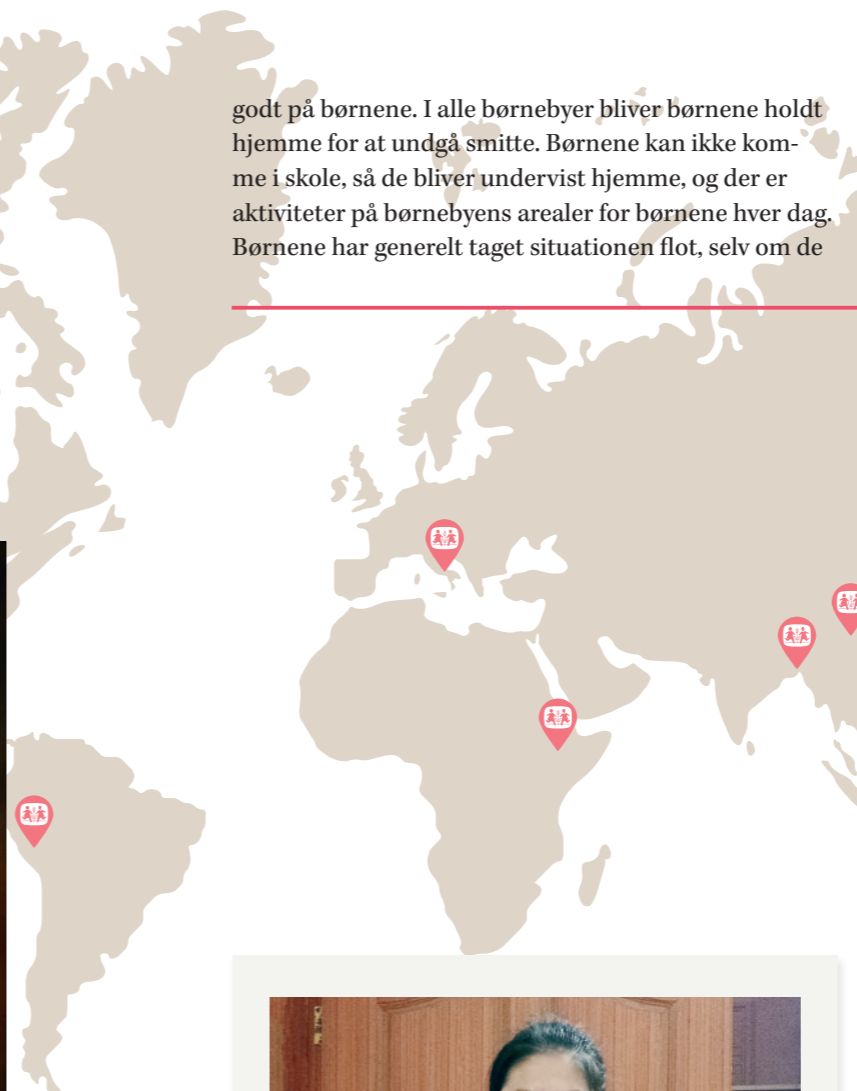 godt på børnene. I alle børnebyer bliver børnene holdt
hjemme for at undgå smitte. Børnene kan ikke kom-
me i skole, så de bliver undervist hjemme, og der er
aktiviteter på børnebyens arealer for børnene hver dag.
Børnene har generelt taget situationen flot, selv om de